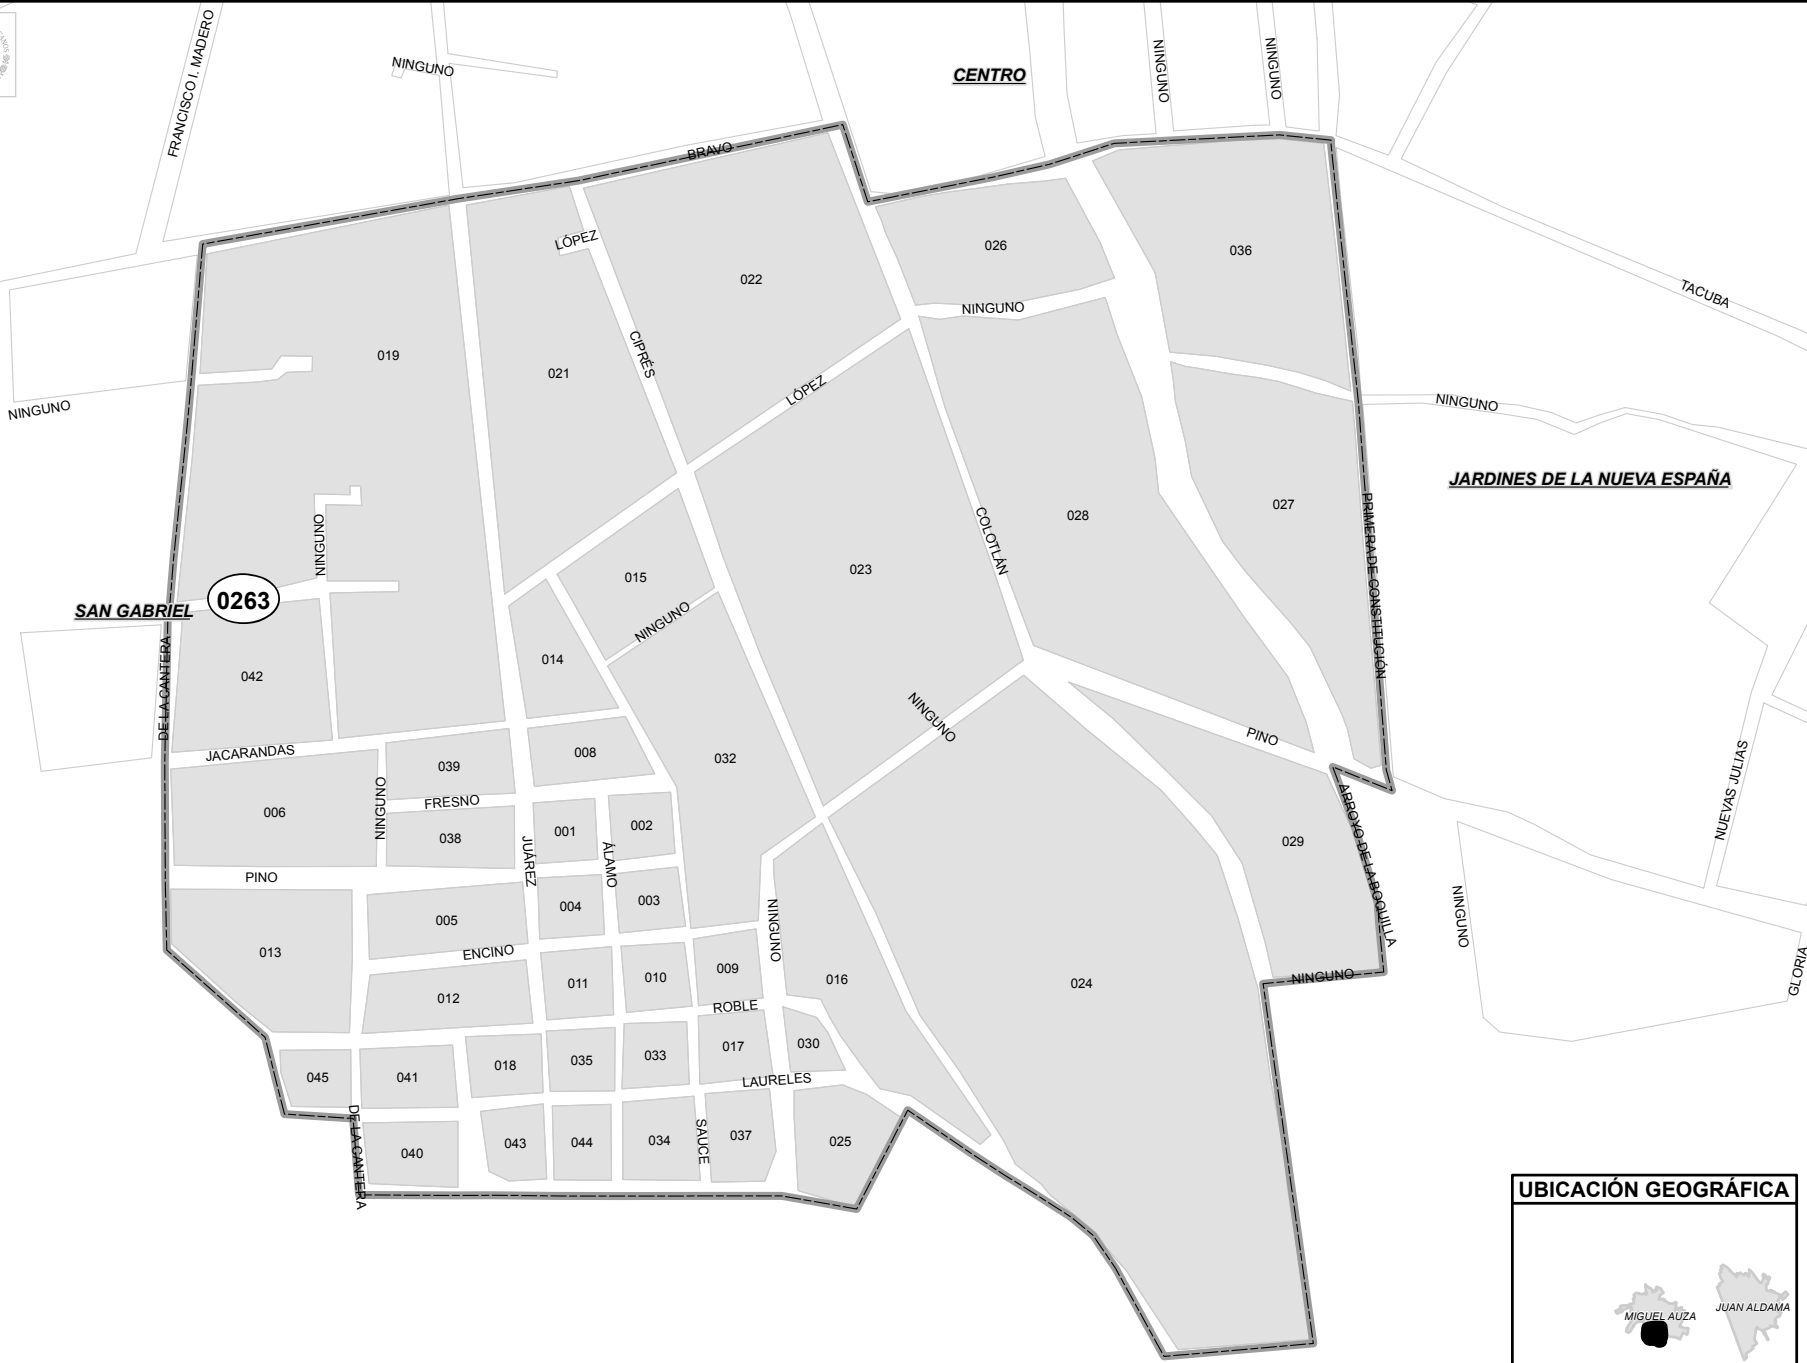 FRANCISCO I. MADERO
NINGUNO
CENTRO
NINGUNO
NINGUNO
BRAVO
LÓPEZ
026
036
022
NINGUNO
TACUBA
019
021
CIPRÉS
LÓPEZ
NINGUNO
NINGUNO
JARDINES DE LA NUEVA ESPAÑA
NINGUNO
028
027
COLOTLÁN
PRIMERA DE CONSTITUCIÓN
015
023
0263
SAN GABRIEL
NINGUNO
014
042
DE LA CANTERA
NINGUNO
PINO
JACARANDAS
039
008
032
NUEVAS JULIAS
006
NINGUNO
FRESNO
038
001
002
JUÁREZ
ÁLAMO
029
ARROYO DE LA BOQUILLA
PINO
004
003
005
NINGUNO
NINGUNO
013
ENCINO
009
010
011
016
024
NINGUNO
GLORIA
012
ROBLE
017
030
033
035
018
045
041
LAURELES
DE LA CANTERA
040
043
044
034
SAUCE
037
025
UBICACIÓN GEOGRÁFICA
MIGUEL AUZA
JUAN ALDAMA